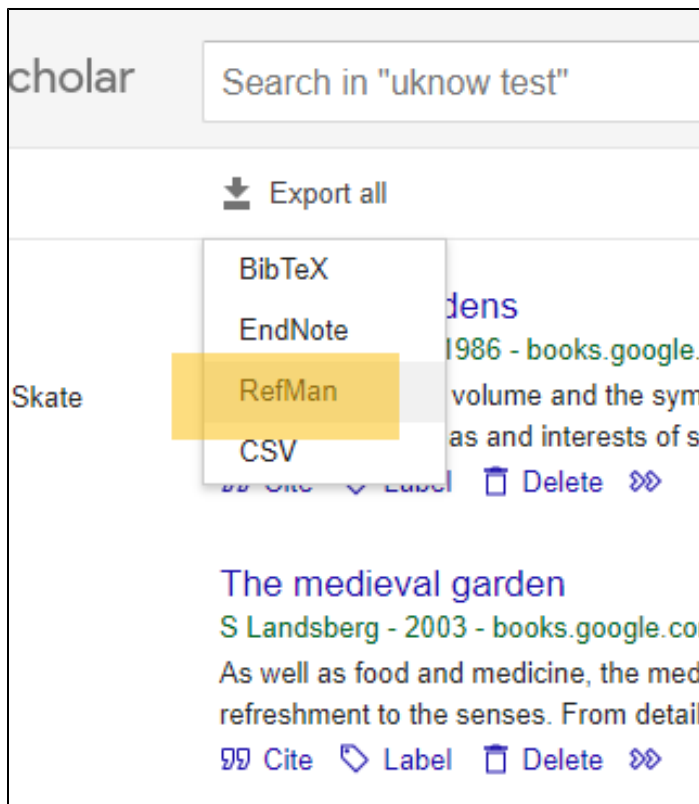 cholar
Search in "uknow test"
Export all
BibTeX
EndNote
RefMan
CSV
dens
1986 - books.google.
Skate
volume and the sym
as and interests of s
Cite Label Delete
The medieval garden
S Landsberg - 2003 - books.google.co
As well as food and medicine, the med
refreshment to the senses. From detail
Cite Label Delete